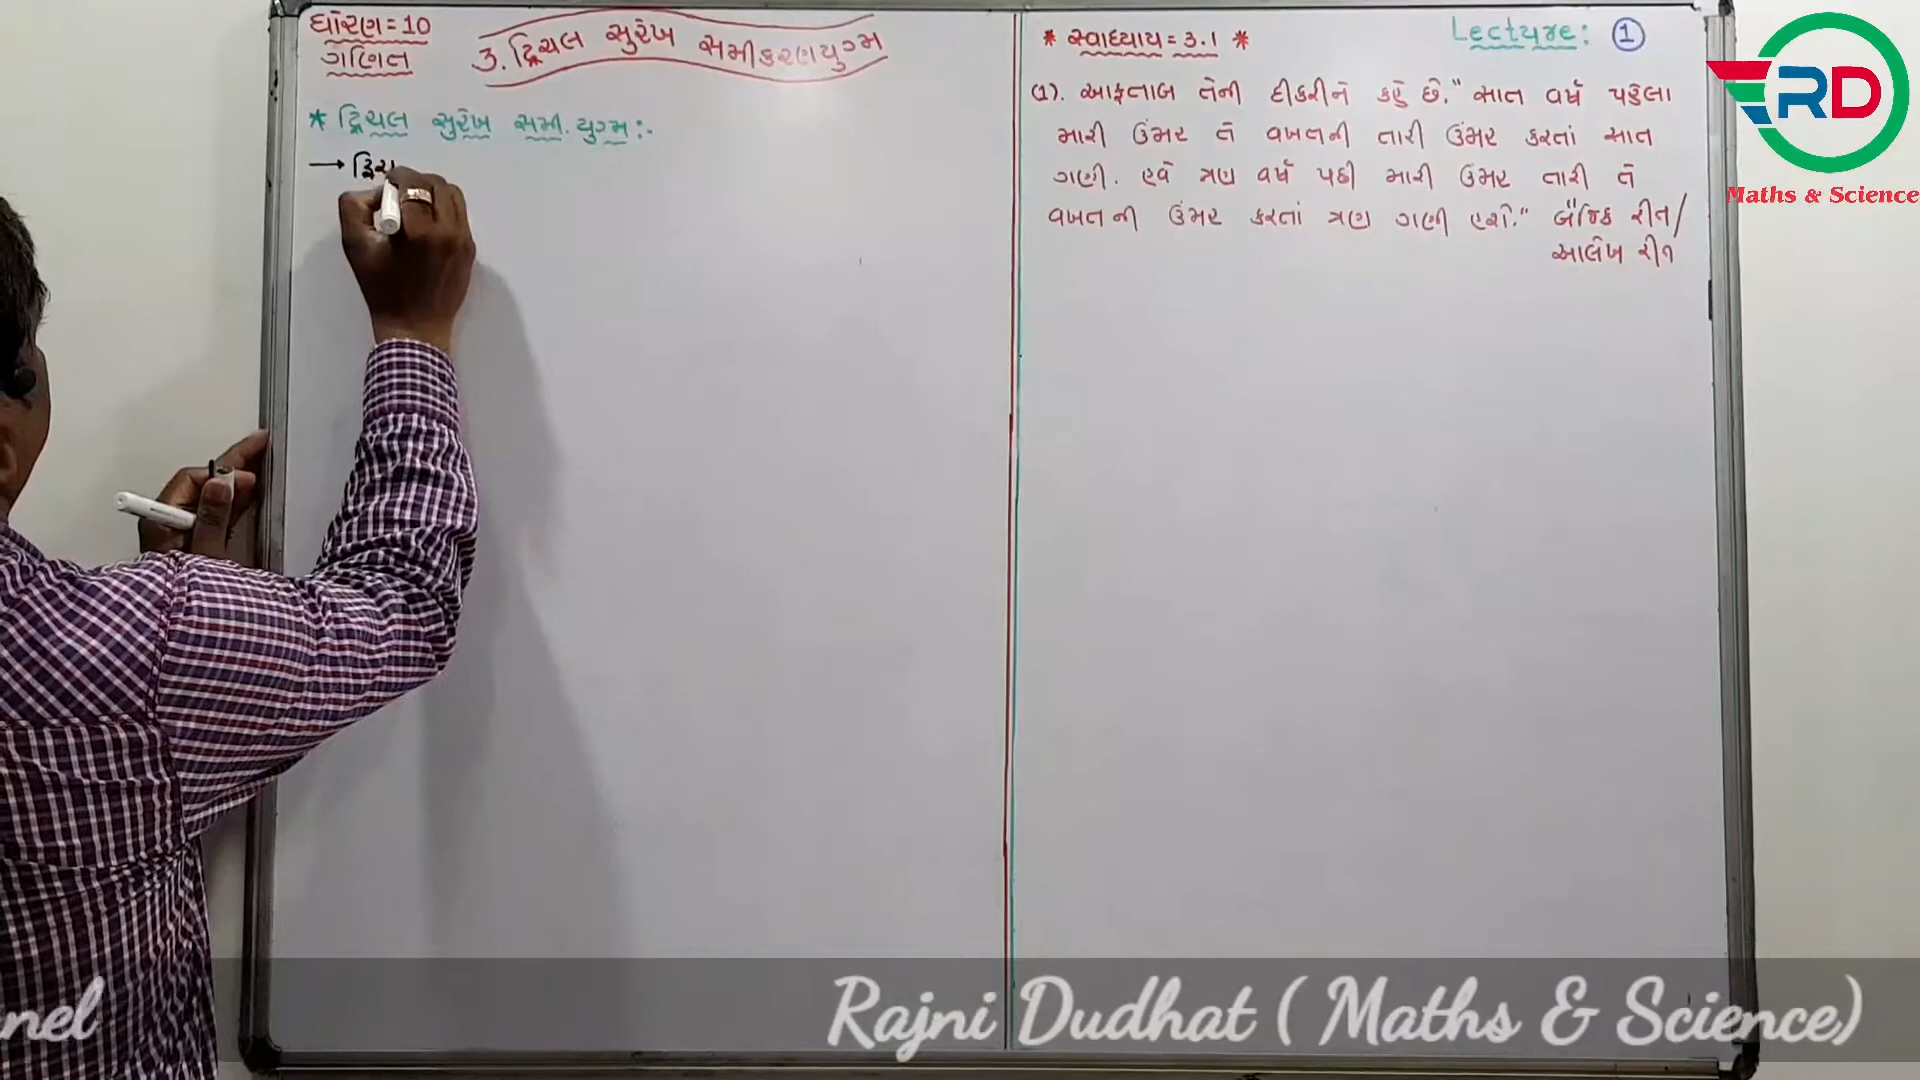 ધોરણ = 10
ગણિત
3. દ્વિચલ સુરેખ સમીકરણયુગ્મ
* દ્વિચલ સુરેખ સમી. યુગ્મ :-
→ દ્વિચ
* સ્વાધ્યાય = 3.1 *
Lecture: 1
(1). આફતાબ તેની દીકરીને કહે છે. "સાત વર્ષ પહેલા
મારી ઉંમર તે વખતની તારી ઉંમર કરતાં સાત
ગણી. હવે ત્રણ વર્ષ પછી મારી ઉંમર તારી તે
વખતની ઉંમર કરતાં ત્રણ ગણી હશે." બૈજિક રીત/
આલેખ રીત
RD
Maths & Science
nel
Rajni Dudhat ( Maths & Science)